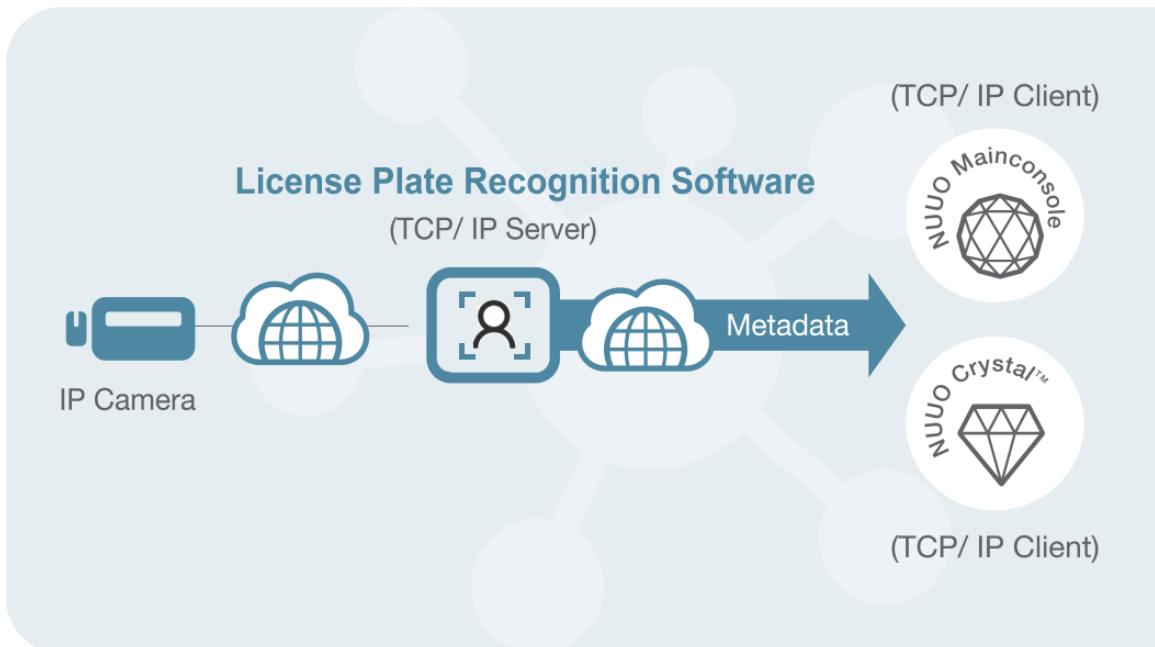 (TCP/ IP Client)
NUUO Mainconsole
License Plate Recognition Software
(TCP/ IP Server)
Metadata
IP Camera
NUUO Crystal™
(TCP/ IP Client)